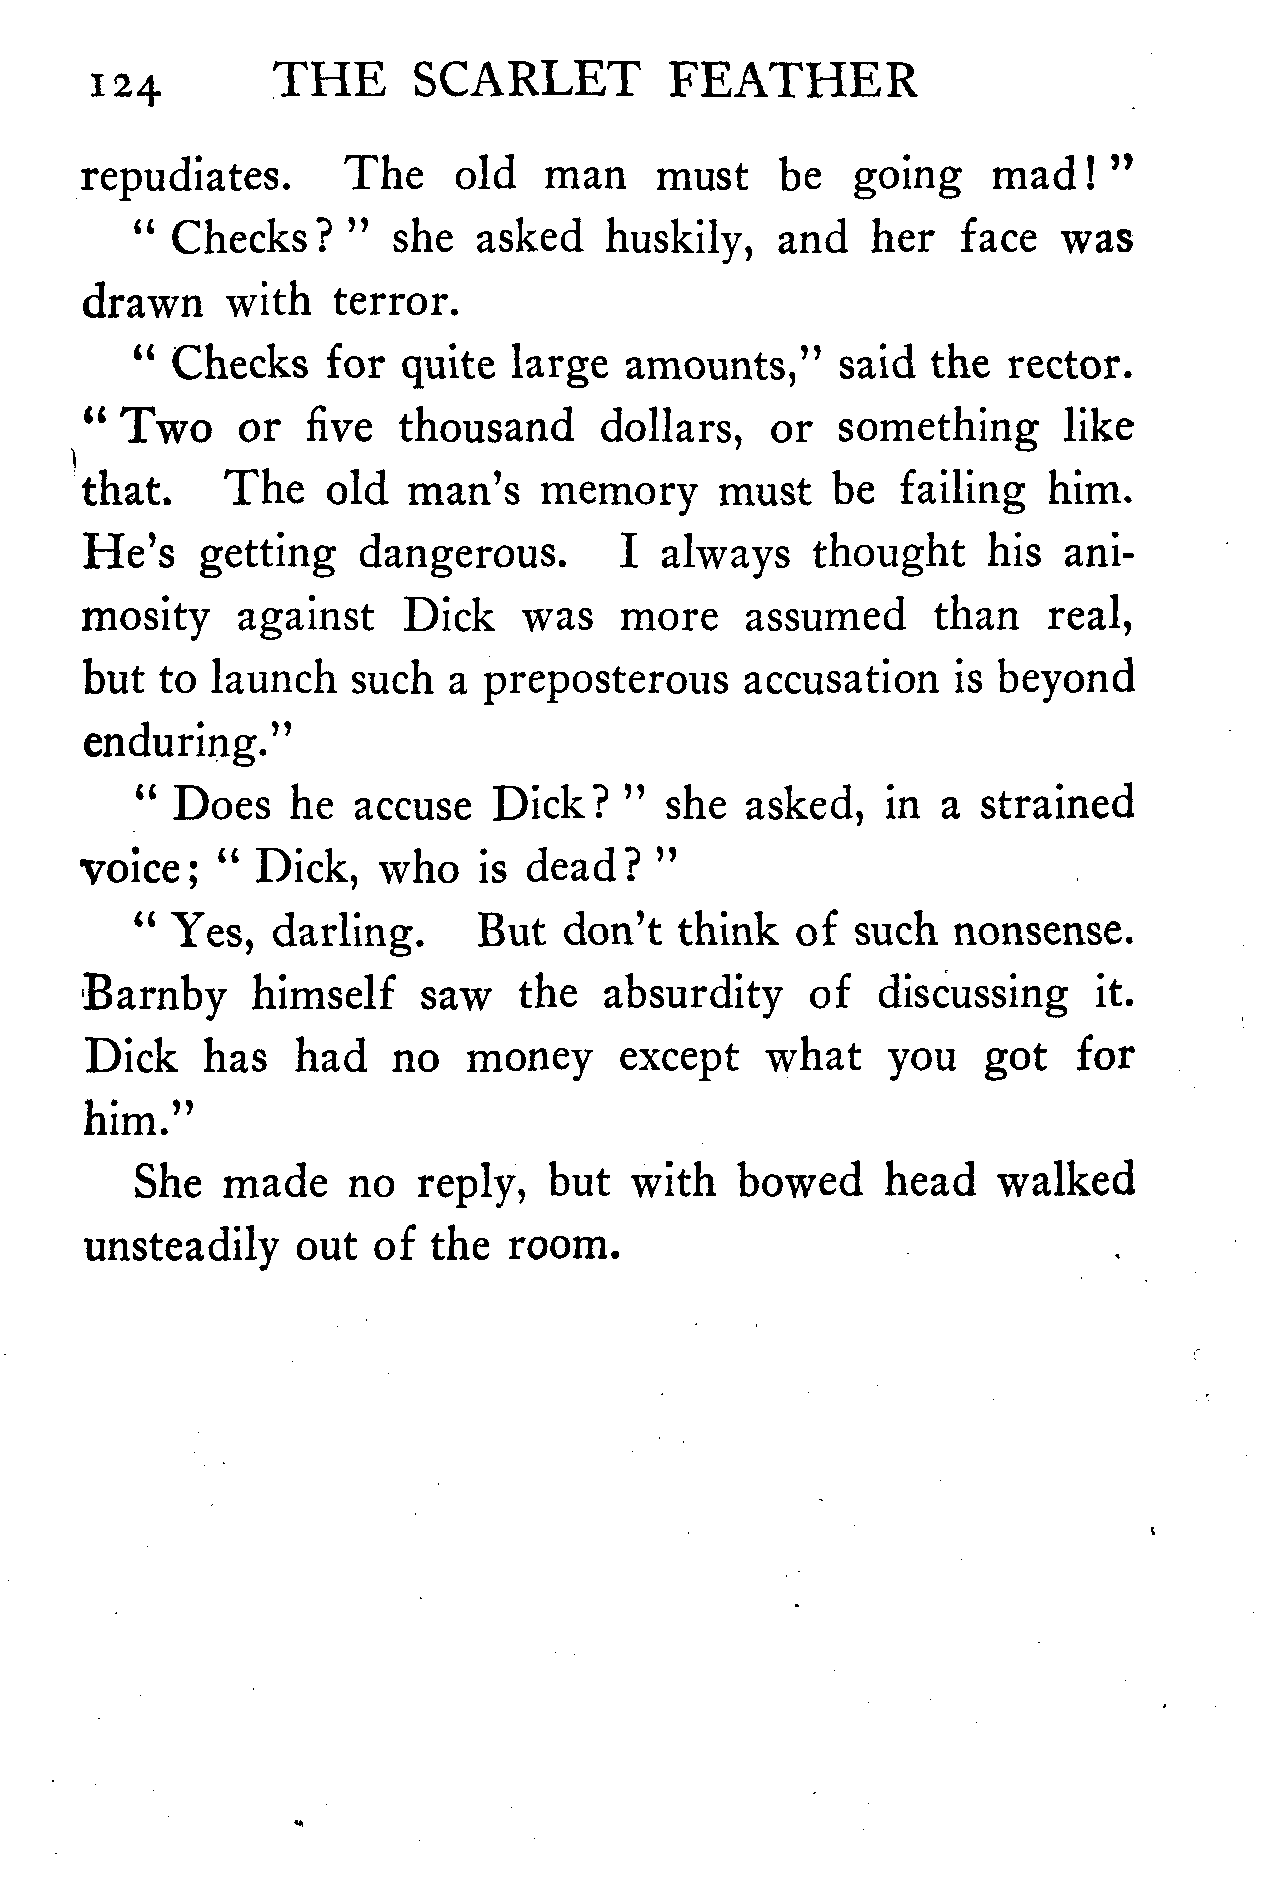 124 THE SCARLET FEATHER
repudiates. The old man must be going mad!"
"Checks?" she asked huskily, and her face was
drawn with terror.
"Checks for quite large amounts," said the rector.
"Two or five thousand dollars, or something like
that. The old man's memory must be failing him.
He's getting dangerous. I always thought his ani-
mosity against Dick was more assumed than real,
but to launch such a preposterous accusation is beyond
enduring."
"Does he accuse Dick?" she asked, in a strained
voice; "Dick, who is dead?"
"Yes, darling. But don't think of such nonsense.
Barnby himself saw the absurdity of discussing it.
Dick has had no money except what you got for
him."
She made no reply, but with bowed head walked
unsteadily out of the room.